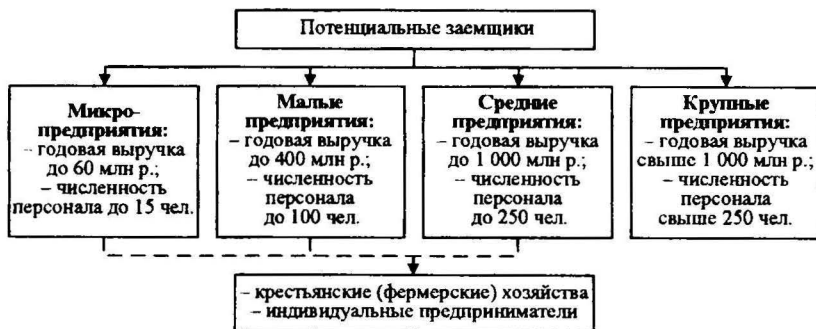 Потенциальные заемщики
Микро-
предприятия:
– годовая выручка
до 60 млн р.;
– численность
персонала до 15 чел.
Малые
предприятия:
– годовая выручка
до 400 млн р.;
– численность
персонала
до 100 чел.
Средние
предприятия:
– годовая выручка
до 1 000 млн р.;
– численность
персонала
до 250 чел.
Крупные
предприятия:
– годовая выручка
свыше 1 000 млн р.;
– численность
персонала
свыше 250 чел.
– крестьянские (фермерские) хозяйства
– индивидуальные предприниматели